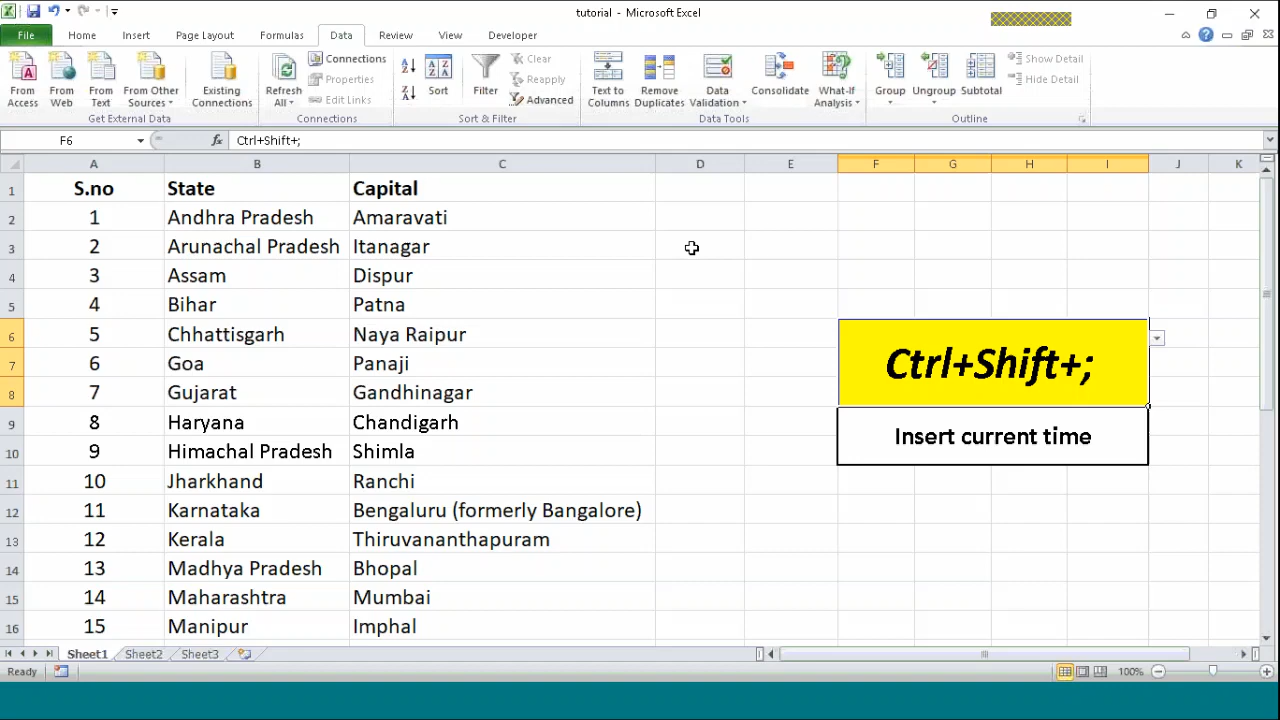 tutorial - Microsoft Excel
File Home Insert Page Layout Formulas Data Review View Developer
From Access
From Web
From Text
From Other Sources
Existing Connections
Get External Data
Refresh All
Connections
Properties
Edit Links
Connections
Sort
Filter
Clear
Reapply
Advanced
Sort & Filter
Text to Columns
Remove Duplicates
Data Validation
Consolidate
What-If Analysis
Data Tools
Group
Ungroup
Subtotal
Show Detail
Hide Detail
Outline
F6 fx Ctrl+Shift+;
A B C D E F G H I J K
1 S.no State Capital
2 1 Andhra Pradesh Amaravati
3 2 Arunachal Pradesh Itanagar
4 3 Assam Dispur
5 4 Bihar Patna
6 5 Chhattisgarh Naya Raipur
7 6 Goa Panaji
8 7 Gujarat Gandhinagar
9 8 Haryana Chandigarh
10 9 Himachal Pradesh Shimla
11 10 Jharkhand Ranchi
12 11 Karnataka Bengaluru (formerly Bangalore)
13 12 Kerala Thiruvananthapuram
14 13 Madhya Pradesh Bhopal
15 14 Maharashtra Mumbai
16 15 Manipur Imphal
Ctrl+Shift+;
Insert current time
Sheet1 Sheet2 Sheet3
Ready 100%